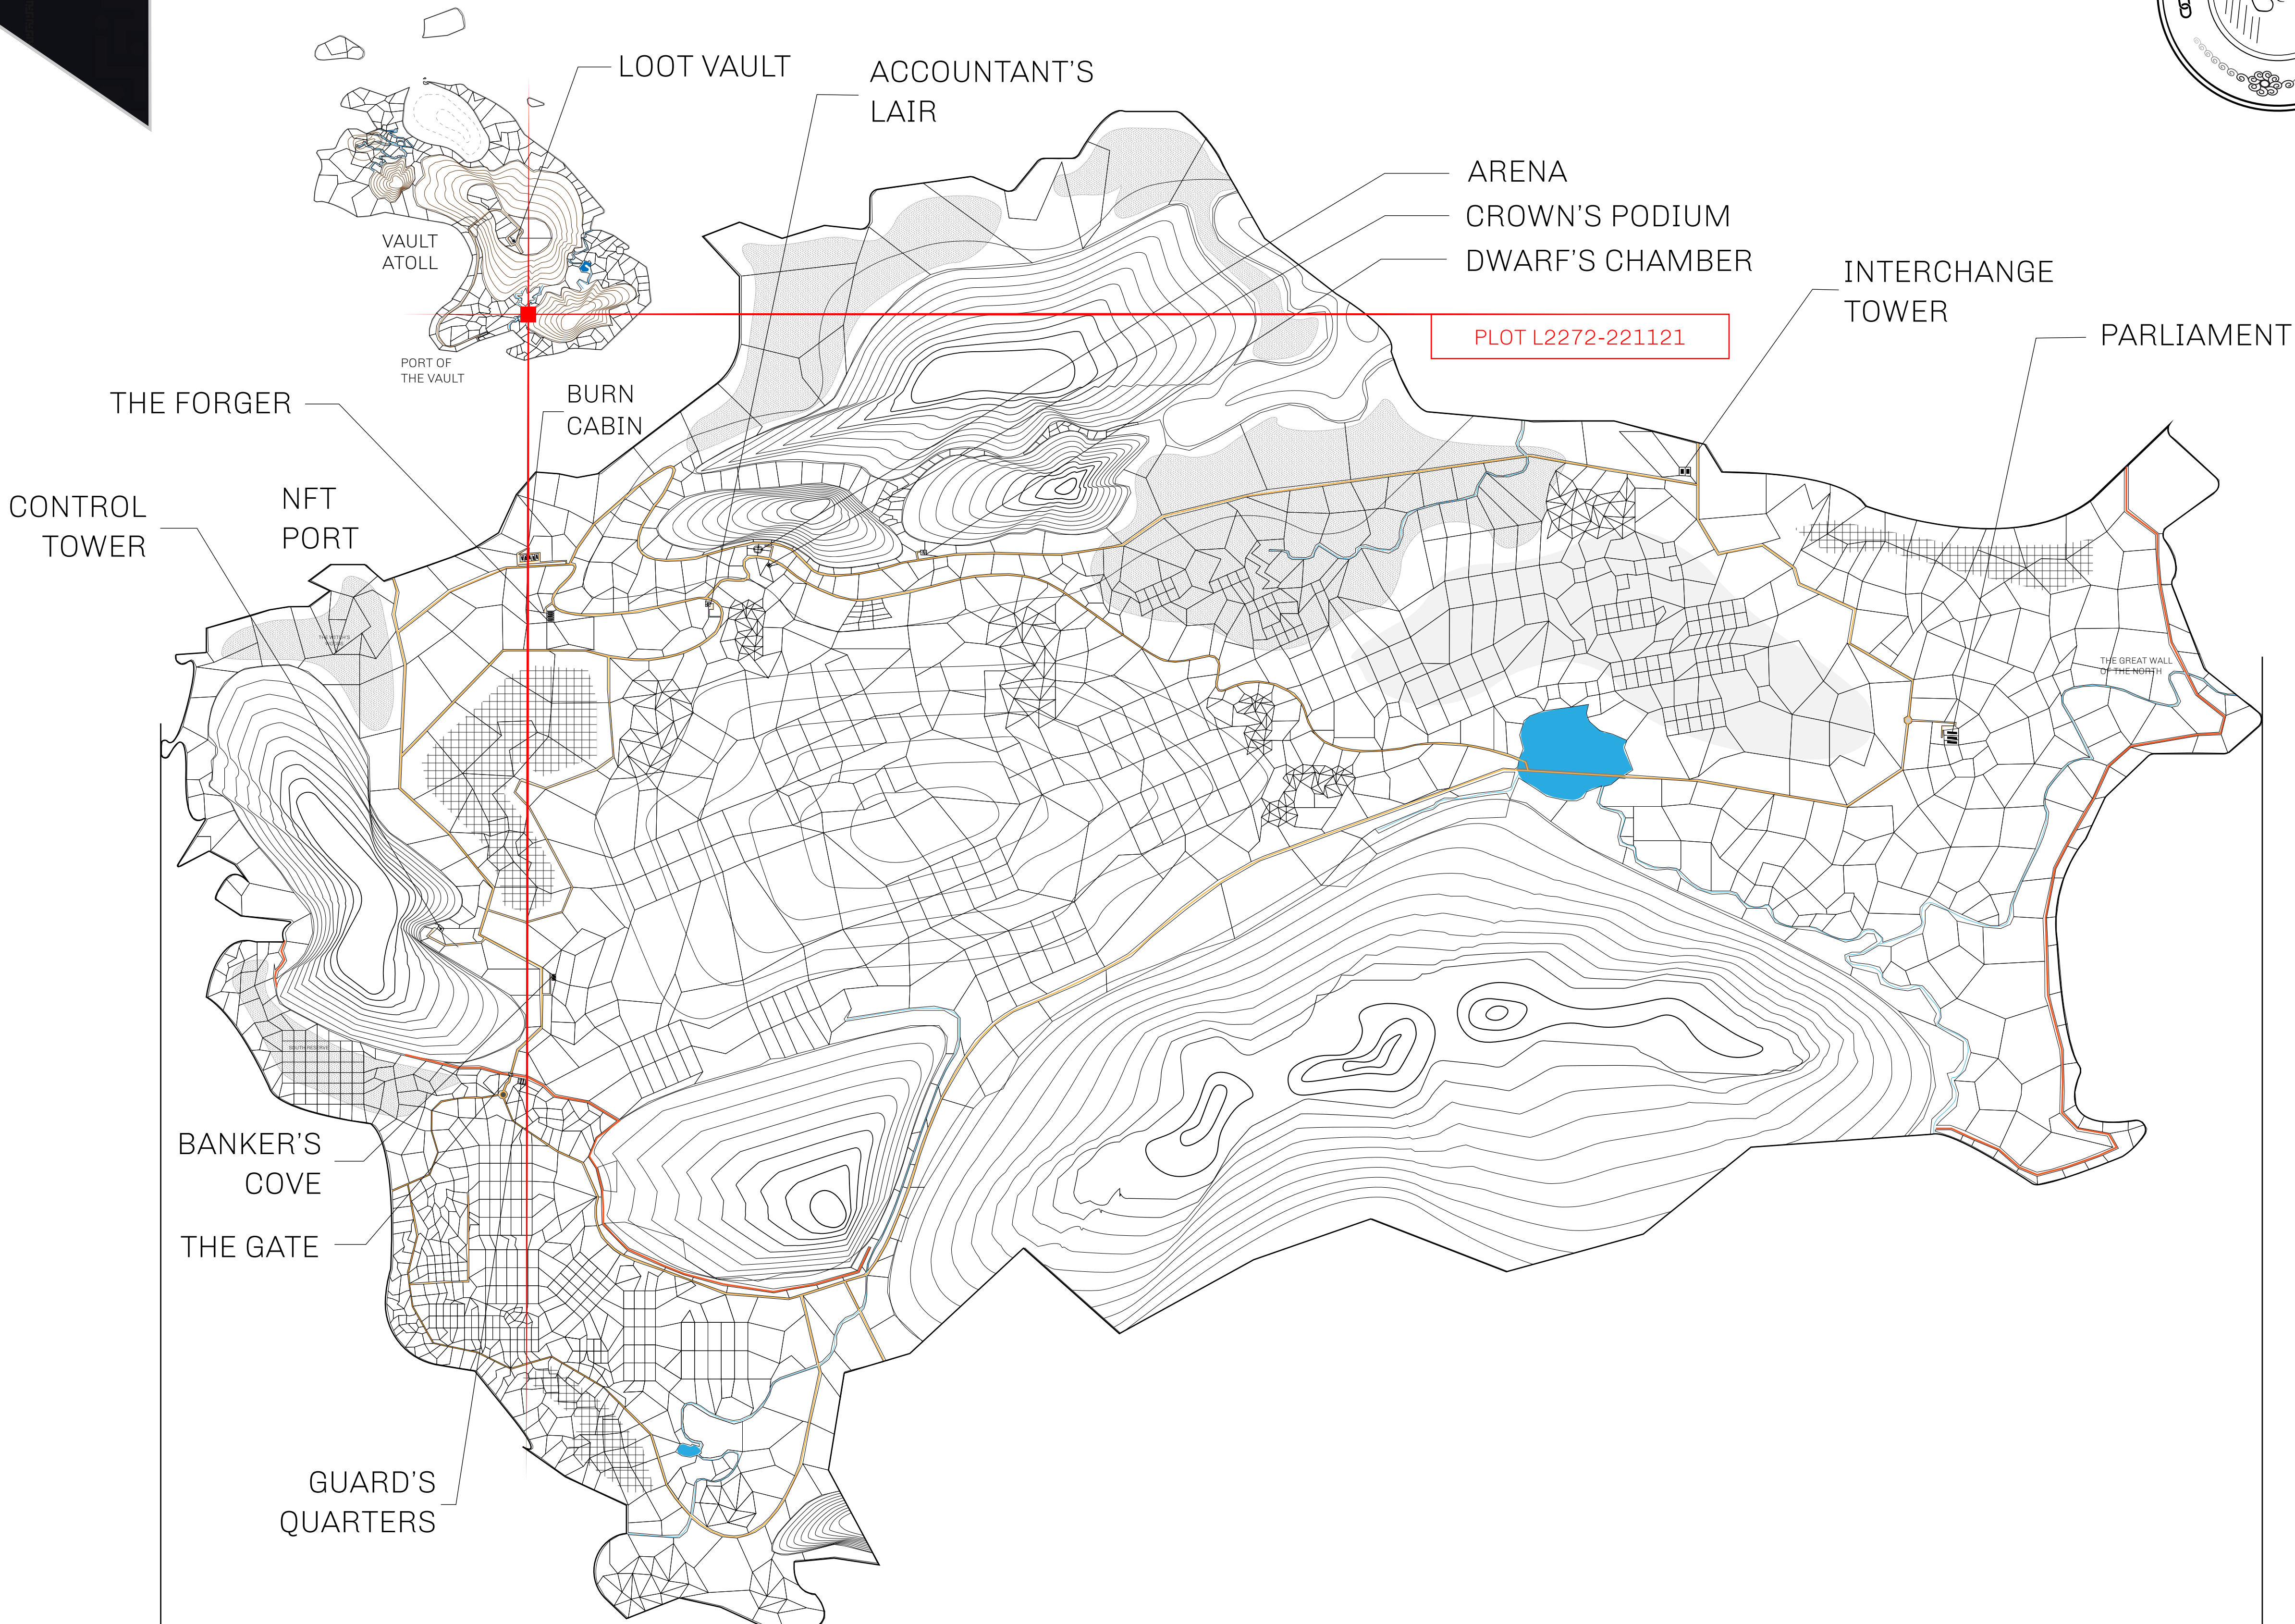 LOOT VAULT
ACCOUNTANT'S
LAIR
ARENA
CROWN'S PODIUM
DWARF'S CHAMBER
INTERCHANGE
TOWER
PARLIAMENT
VAULT
ATOLL
PLOT L2272-221121
PORT OF
THE VAULT
BURN
CABIN
THE FORGER
NFT
PORT
CONTROL
TOWER
THE GREAT WALL
OF THE NORTH
SOUTH RESERVE
BANKER'S
COVE
THE GATE
GUARD'S
QUARTERS